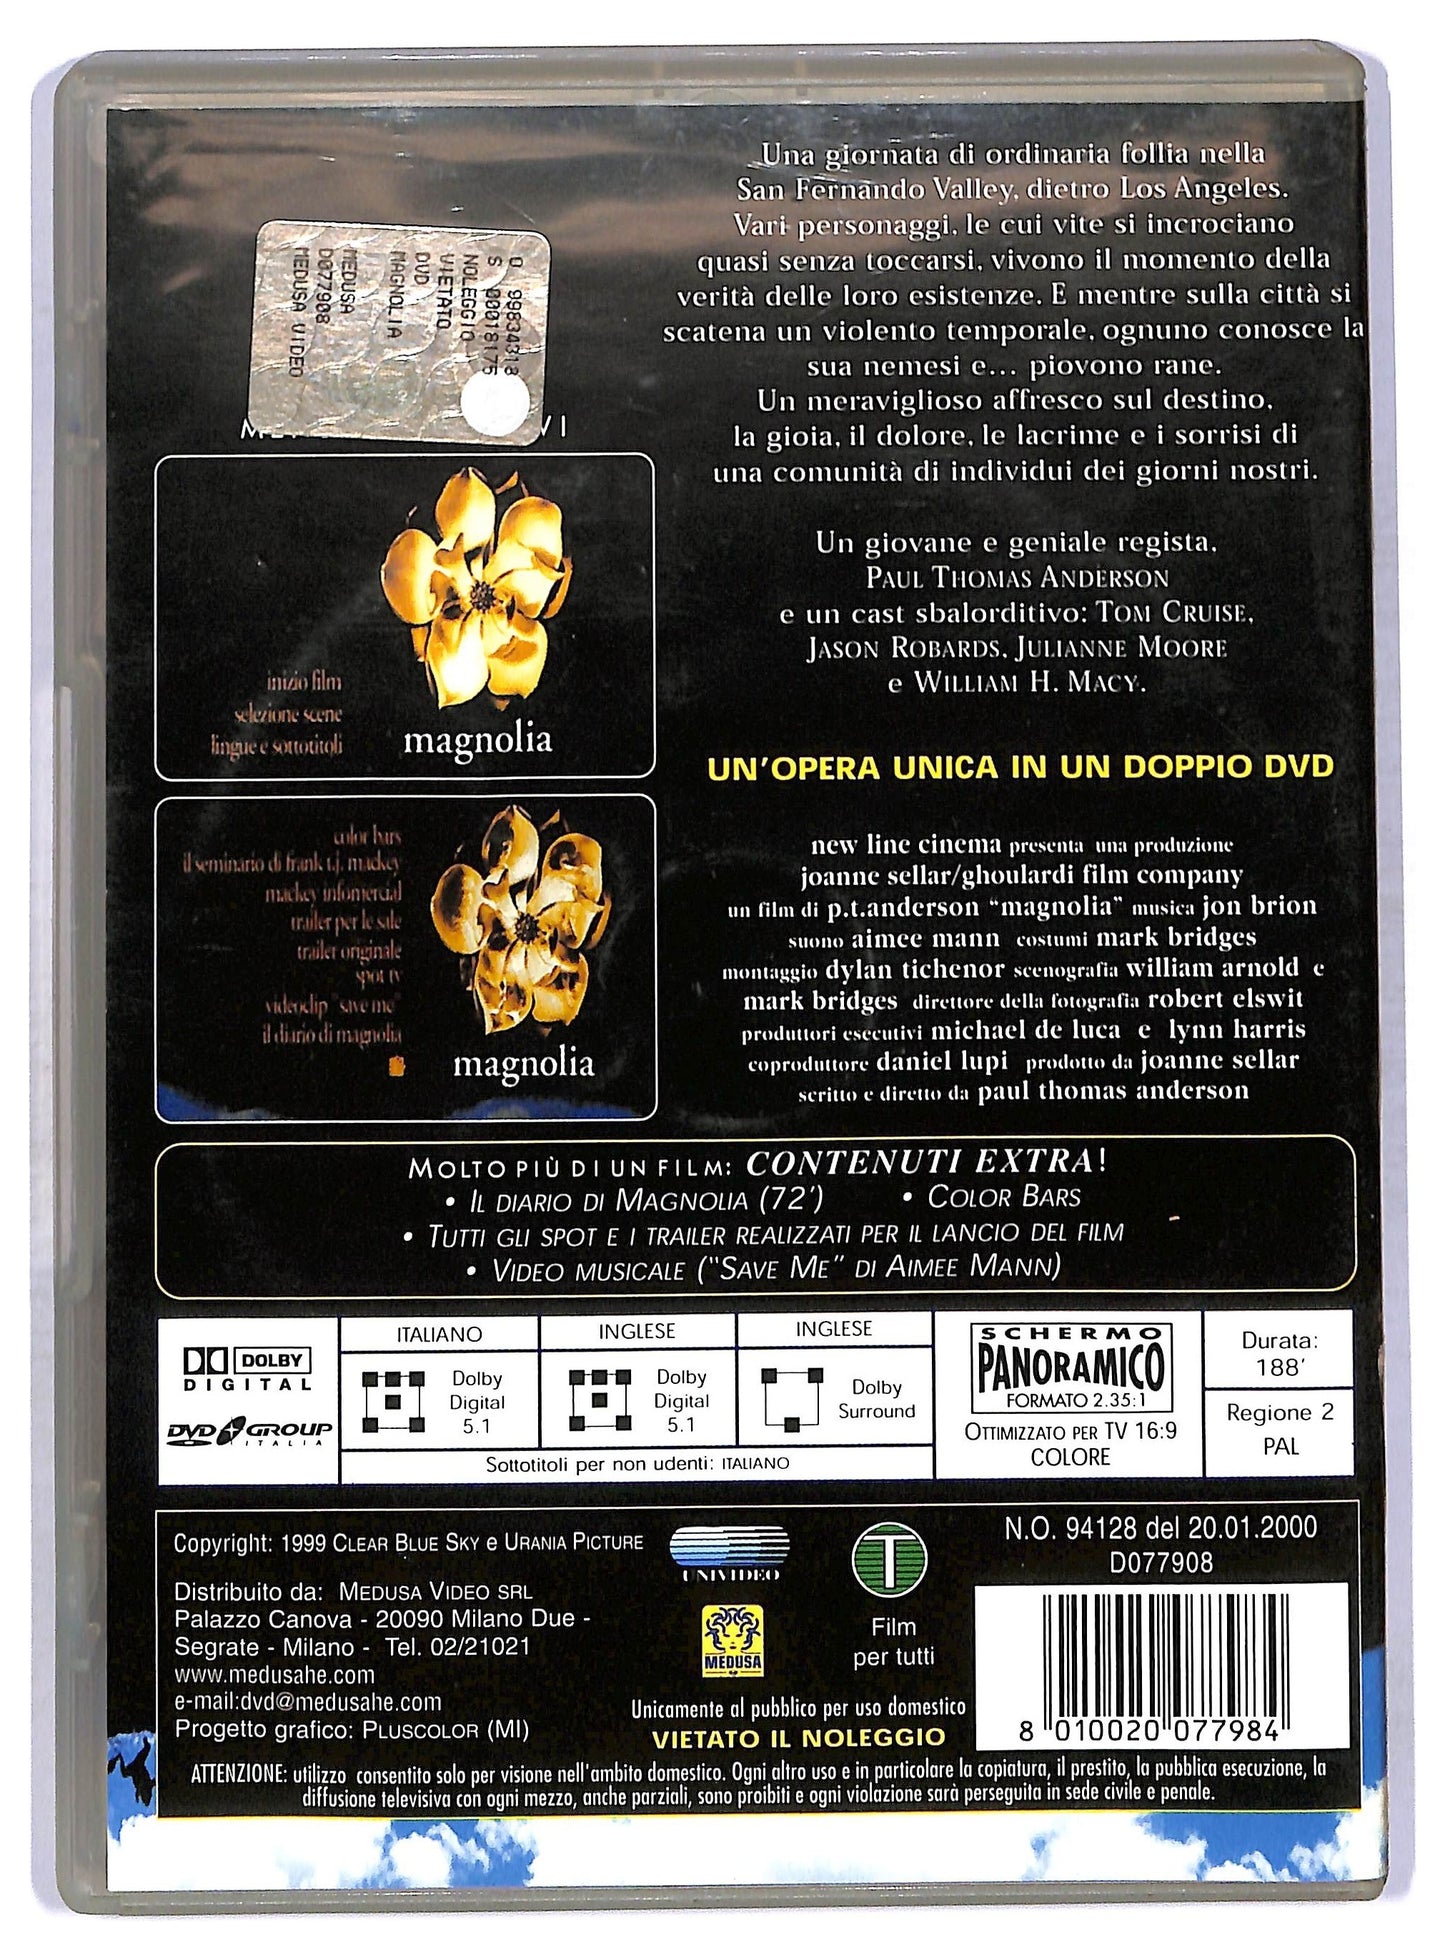 Una giornata di ordinaria follia nella
San Fernando Valley, dietro Los Angeles.
Vari personaggi, le cui vite si incrociano
quasi senza toccarsi, vivono il momento della
verità delle loro esistenze. E mentre sulla città si
scatena un violento temporale, ognuno conosce la
sua nemesi e... piovono rane.
Un meraviglioso affresco sul destino,
la gioia, il dolore, le lacrime e i sorrisi di
una comunità di individui dei giorni nostri.
Un giovane e geniale regista,
PAUL THOMAS ANDERSON
e un cast sbalorditivo: TOM CRUISE,
JASON ROBARDS, JULIANNE MOORE
e WILLIAM H. MACY.
UN'OPERA UNICA IN UN DOPPIO DVD
new line cinema presenta una produzione
joanne sellar/ghoulardi film company
un film di p.t.anderson "magnolia" musica jon brion
suono aimee mann costumi mark bridges
montaggio dylan tichenor scenografia william arnold e
mark bridges direttore della fotografia robert elswit
produttori esecutivi michael de luca e lynn harris
coproduttore daniel lupi prodotto da joanne sellar
scritto e diretto da paul thomas anderson
D 99834318
S 00018175
NOLEGGIO
VIETATO
DVD
MAGNOLIA
MEDUSA
D077908
MEDUSA VIDEO
inizio film
selezione scene
lingue e sottotitoli
magnolia
color bars
il seminario di frank t.j. mackey
mackey infomercial
trailer per le sale
trailer originale
spot tv
videoclip "save me"
il diario di magnolia
magnolia
MOLTO PIÙ DI UN FILM: CONTENUTI EXTRA!
• IL DIARIO DI MAGNOLIA (72') • COLOR BARS
• TUTTI GLI SPOT E I TRAILER REALIZZATI PER IL LANCIO DEL FILM
• VIDEO MUSICALE ("SAVE ME" DI AIMEE MANN)
DOLBY
DIGITAL
DVD GROUP
ITALIA
ITALIANO
Dolby
Digital
5.1
INGLESE
Dolby
Digital
5.1
INGLESE
Dolby
Surround
Sottotitoli per non udenti: ITALIANO
SCHERMO
PANORAMICO
FORMATO 2.35:1
OTTIMIZZATO PER TV 16:9
COLORE
Durata:
188'
Regione 2
PAL
Copyright: 1999 CLEAR BLUE SKY e URANIA PICTURE
Distribuito da: MEDUSA VIDEO SRL
Palazzo Canova - 20090 Milano Due -
Segrate - Milano - Tel. 02/21021
www.medusahe.com
e-mail:dvd@medusahe.com
Progetto grafico: PLUSCOLOR (MI)
UNIVIDEO
MEDUSA
T
Film
per tutti
Unicamente al pubblico per uso domestico
VIETATO IL NOLEGGIO
N.O. 94128 del 20.01.2000
D077908
8 010020 077984
ATTENZIONE: utilizzo consentito solo per visione nell'ambito domestico. Ogni altro uso e in particolare la copiatura, il prestito, la pubblica esecuzione, la
diffusione televisiva con ogni mezzo, anche parziali, sono proibiti e ogni violazione sarà perseguita in sede civile e penale.